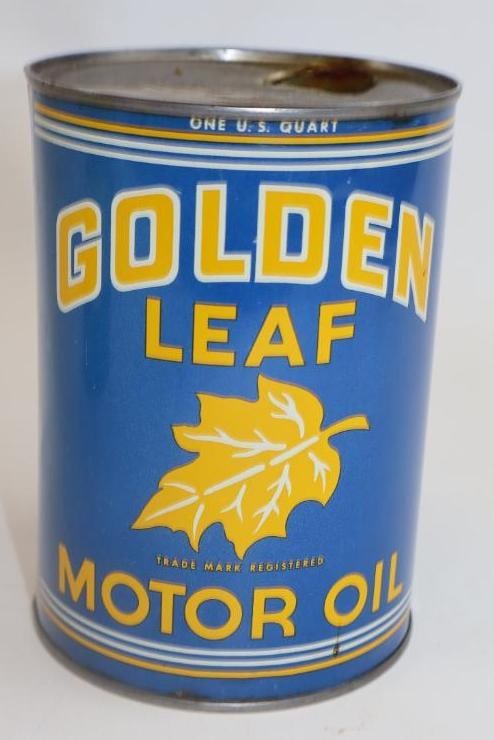 ONE U.S. QUART
GOLDEN
LEAF
TRADE MARK REGISTERED
MOTOR OIL